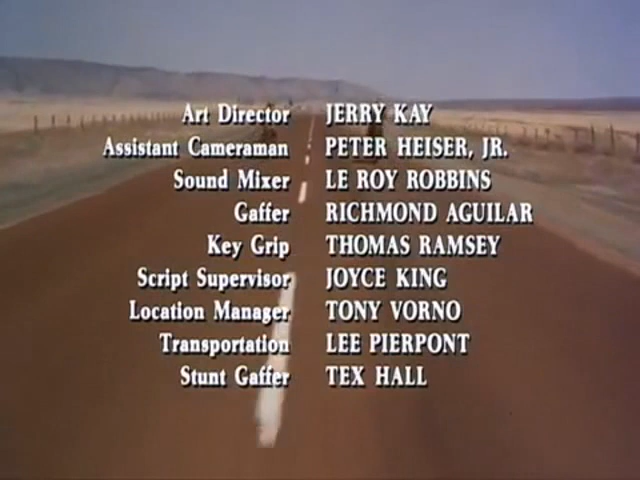 Art Director JERRY KAY
Assistant Cameraman PETER HEISER, JR.
Sound Mixer LE ROY ROBBINS
Gaffer RICHMOND AGUILAR
Key Grip THOMAS RAMSEY
Script Supervisor JOYCE KING
Location Manager TONY VORNO
Transportation LEE PIERPONT
Stunt Gaffer TEX HALL